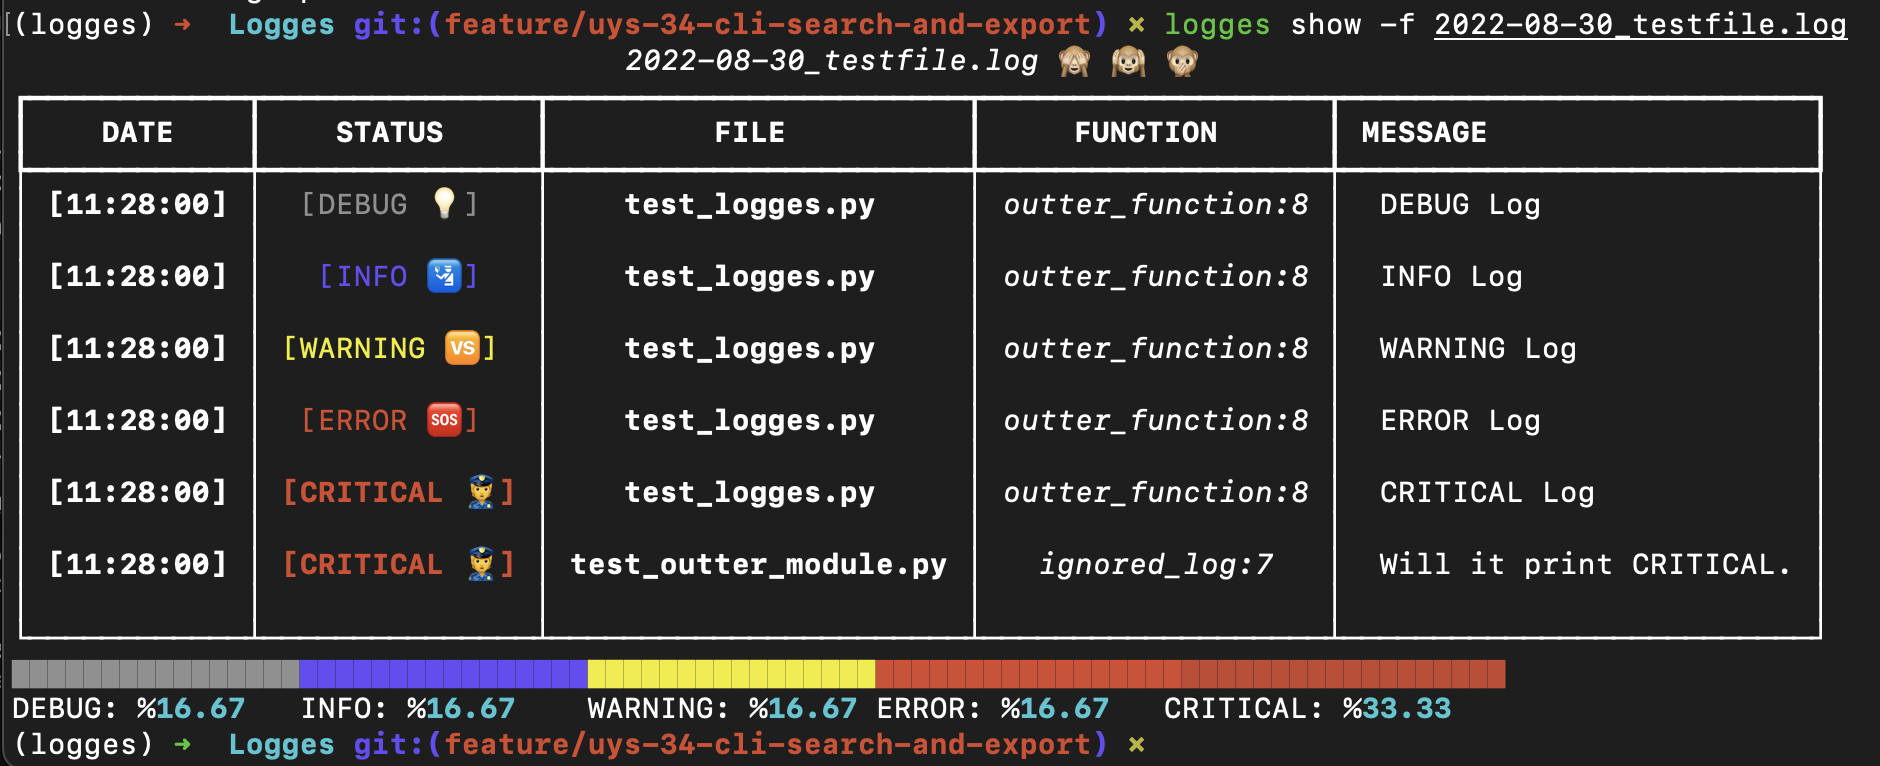 (logges) ➜ Logges git:(feature/uys-34-cli-search-and-export) ✗ logges show -f 2022-08-30_testfile.log
2022-08-30_testfile.log 🙈 🙉 🙊
DATE STATUS FILE FUNCTION MESSAGE
[11:28:00] [DEBUG 💡] test_logges.py outter_function:8 DEBUG Log
[11:28:00] [INFO 🛂] test_logges.py outter_function:8 INFO Log
[11:28:00] [WARNING 🆚] test_logges.py outter_function:8 WARNING Log
[11:28:00] [ERROR 🆘] test_logges.py outter_function:8 ERROR Log
[11:28:00] [CRITICAL 👮] test_logges.py outter_function:8 CRITICAL Log
[11:28:00] [CRITICAL 👮] test_outter_module.py ignored_log:7 Will it print CRITICAL.
DEBUG: %16.67 INFO: %16.67 WARNING: %16.67 ERROR: %16.67 CRITICAL: %33.33
(logges) ➜ Logges git:(feature/uys-34-cli-search-and-export) ✗